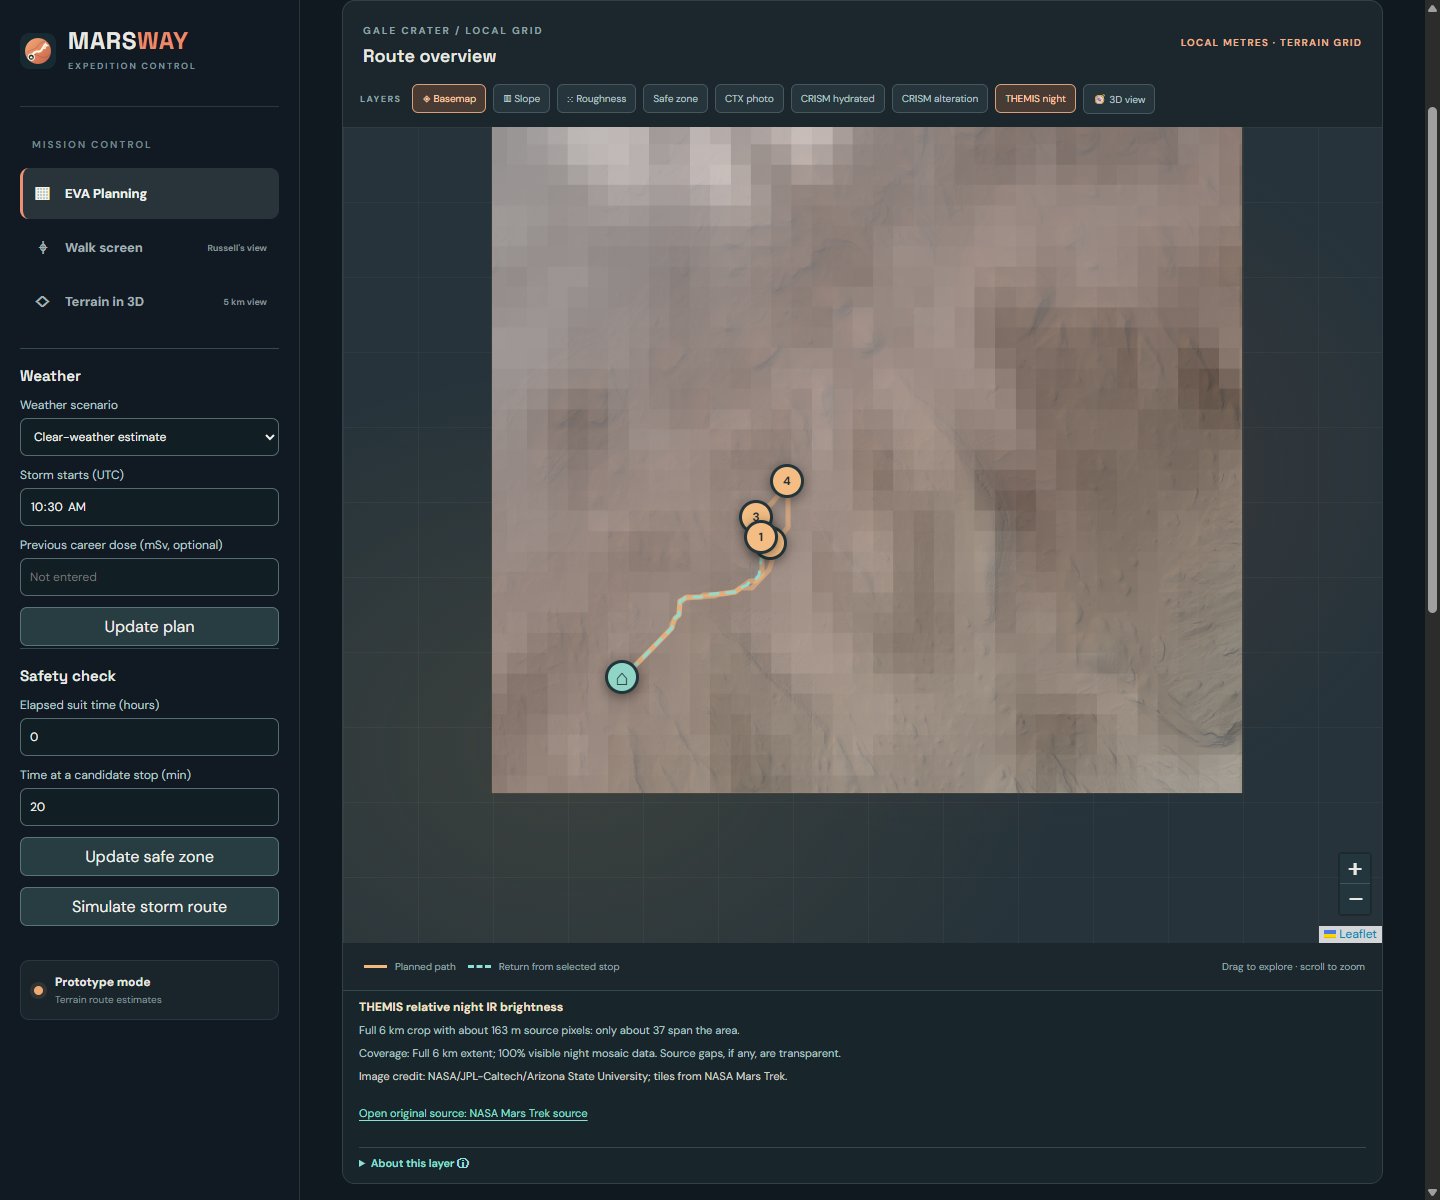 MARSWAY
EXPEDITION CONTROL
MISSION CONTROL
EVA Planning
Walk screen
Russell's view
Terrain in 3D
5 km view
Weather
Weather scenario
Clear-weather estimate
Storm starts (UTC)
10:30 AM
Previous career dose (mSv, optional)
Not entered
Update plan
Safety check
Elapsed suit time (hours)
0
Time at a candidate stop (min)
20
Update safe zone
Simulate storm route
Prototype mode
Terrain route estimates
GALE CRATER / LOCAL GRID
Route overview
LOCAL METRES · TERRAIN GRID
LAYERS
Basemap
Slope
Roughness
Safe zone
CTX photo
CRISM hydrated
CRISM alteration
THEMIS night
3D view
4
3
1
+
−
Leaflet
Planned path
Return from selected stop
Drag to explore · scroll to zoom
THEMIS relative night IR brightness
Full 6 km crop with about 163 m source pixels: only about 37 span the area.
Coverage: Full 6 km extent; 100% visible night mosaic data. Source gaps, if any, are transparent.
Image credit: NASA/JPL-Caltech/Arizona State University; tiles from NASA Mars Trek.
Open original source: NASA Mars Trek source
About this layer